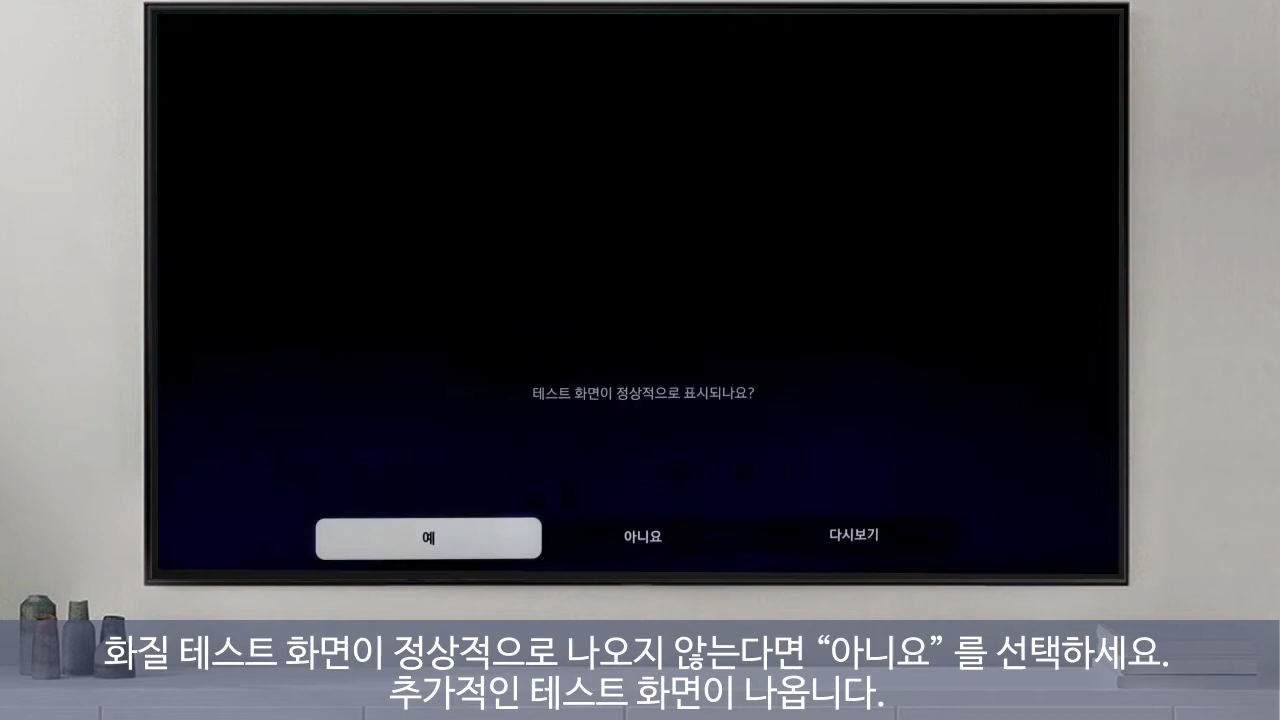 테스트 화면이 정상적으로 표시되나요?
예
아니요
다시보기
화질 테스트 화면이 정상적으로 나오지 않는다면 “아니요” 를 선택하세요.
추가적인 테스트 화면이 나옵니다.